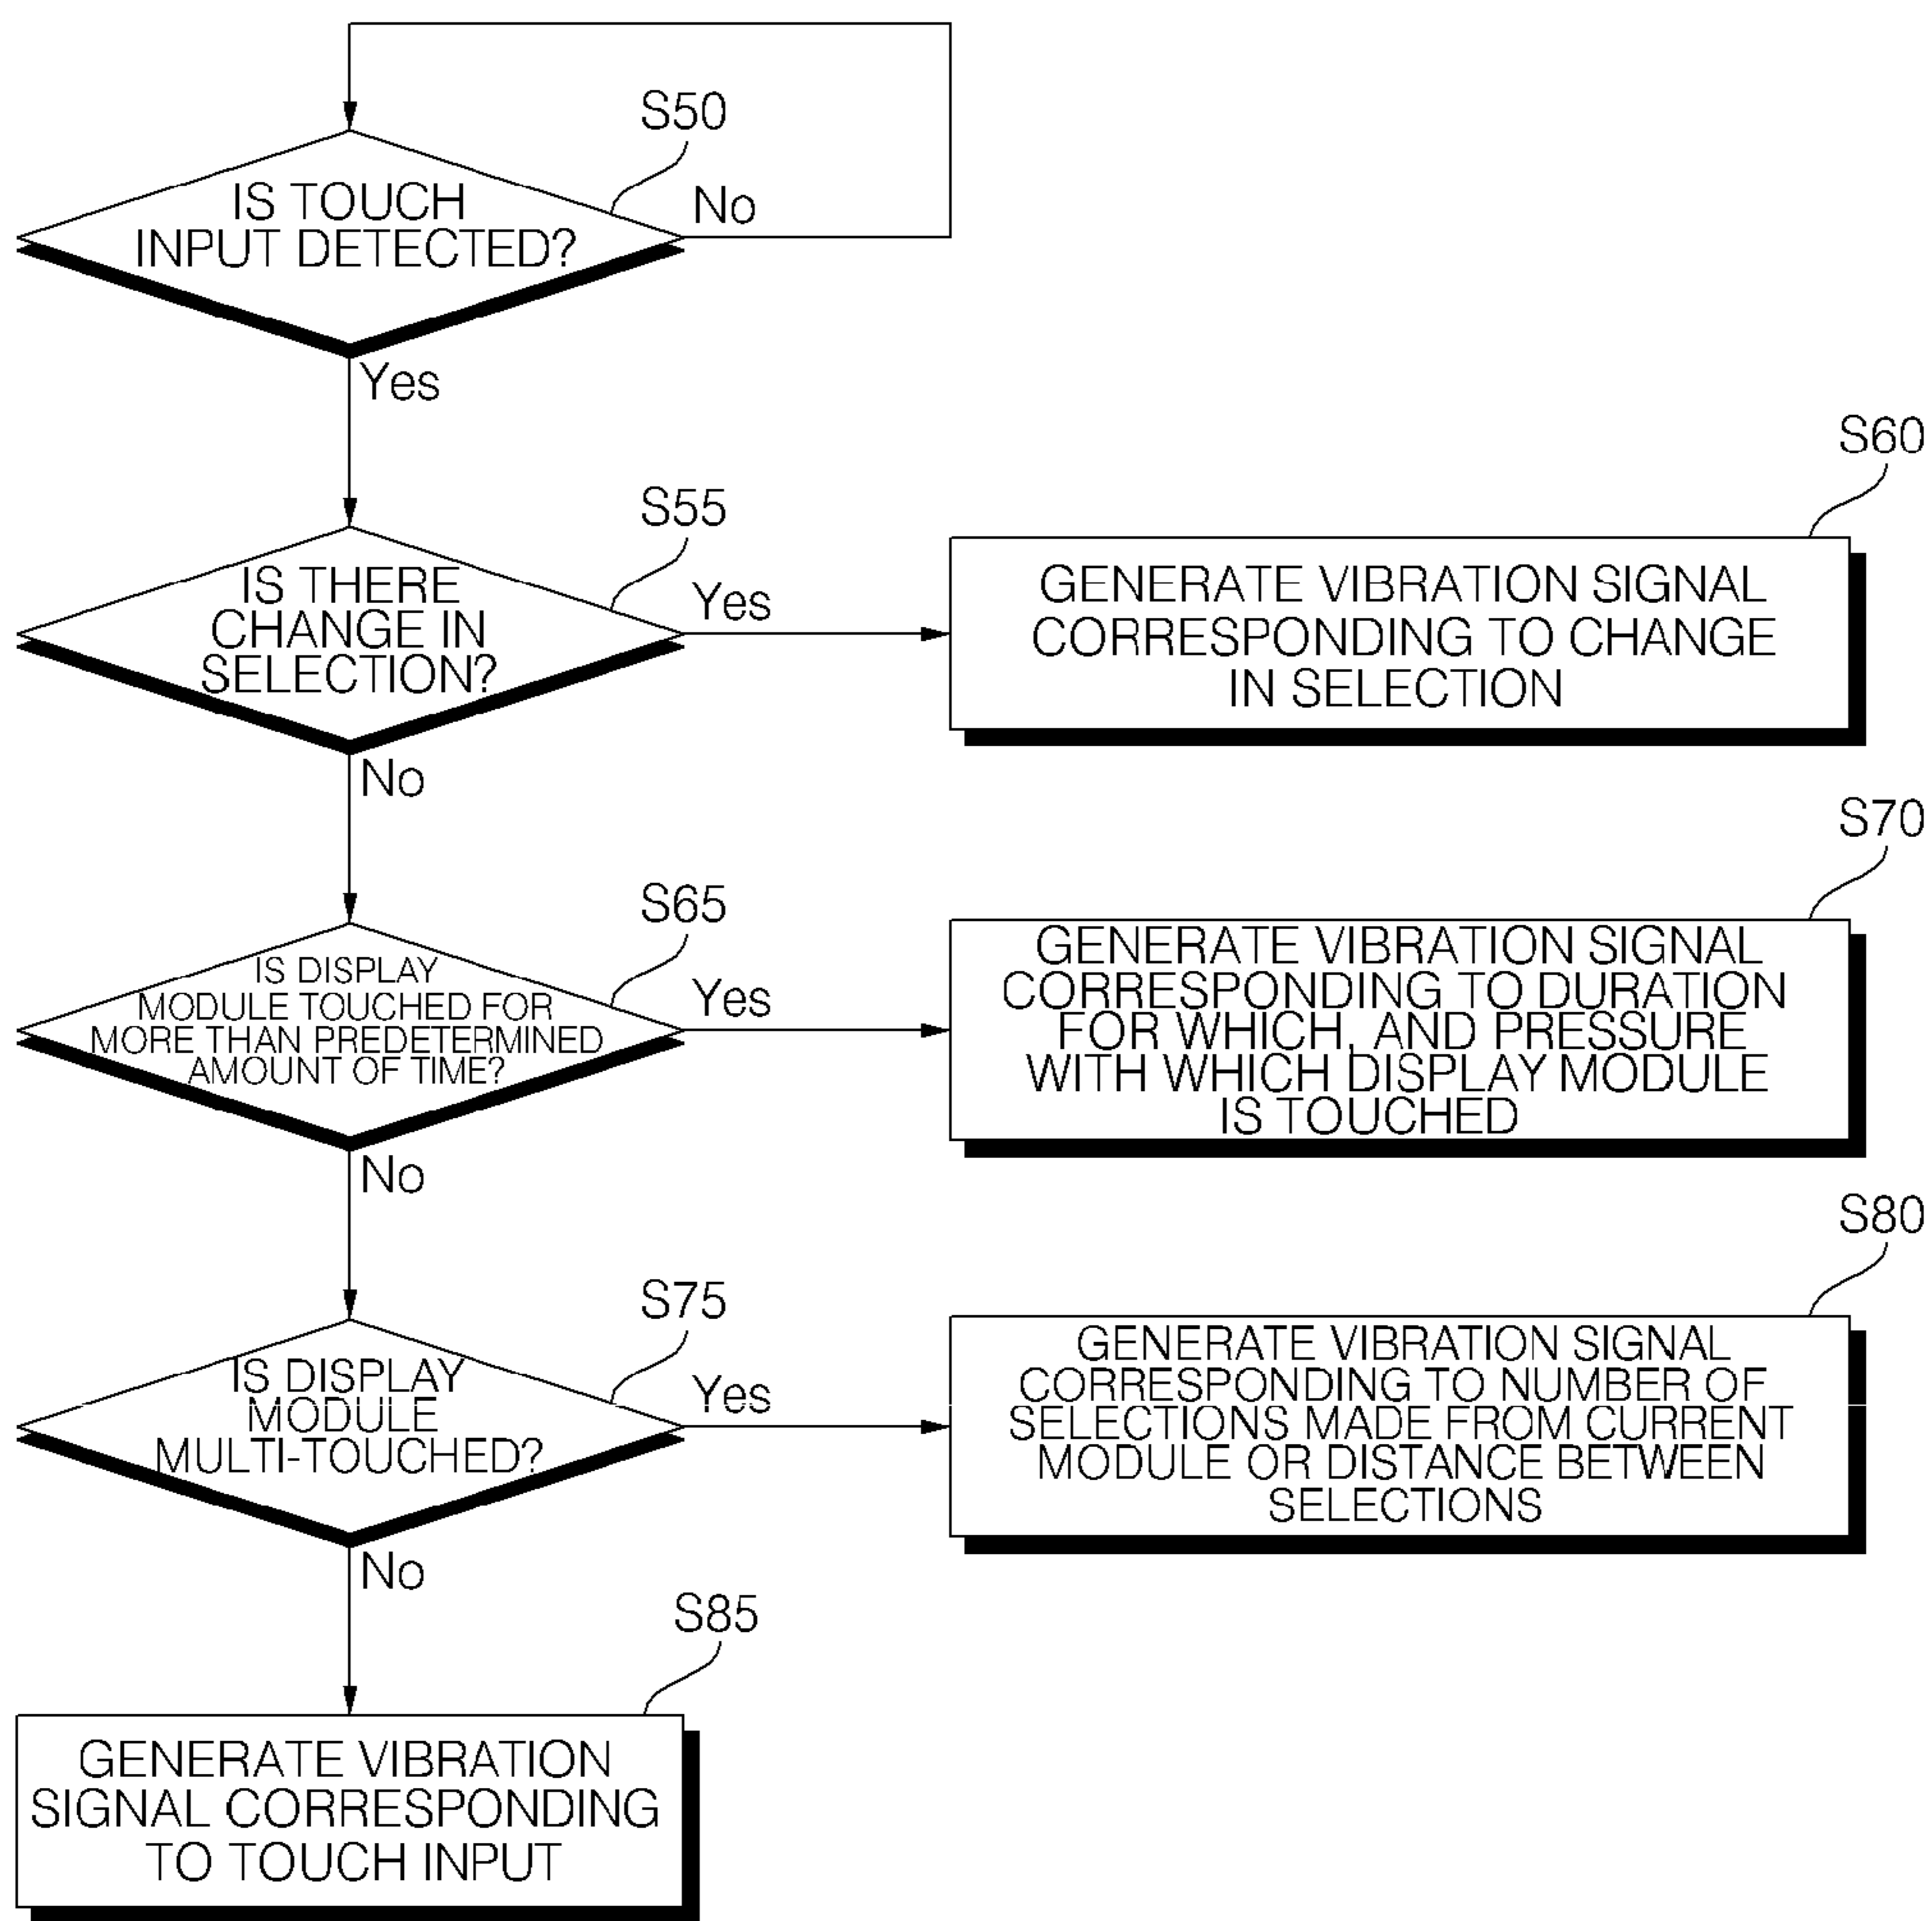 S50
IS TOUCH
INPUT DETECTED?
No
Yes
S55
IS THERE
CHANGE IN
SELECTION?
Yes
No
S60
GENERATE VIBRATION SIGNAL
CORRESPONDING TO CHANGE
IN SELECTION
S65
IS DISPLAY
MODULE TOUCHED FOR
MORE THAN PREDETERMINED
AMOUNT OF TIME?
Yes
No
S70
GENERATE VIBRATION SIGNAL
CORRESPONDING TO DURATION
FOR WHICH, AND PRESSURE
WITH WHICH DISPLAY MODULE
IS TOUCHED
S75
IS DISPLAY
MODULE
MULTI-TOUCHED?
Yes
No
S80
GENERATE VIBRATION SIGNAL
CORRESPONDING TO NUMBER OF
SELECTIONS MADE FROM CURRENT
MODULE OR DISTANCE BETWEEN
SELECTIONS
S85
GENERATE VIBRATION
SIGNAL CORRESPONDING
TO TOUCH INPUT